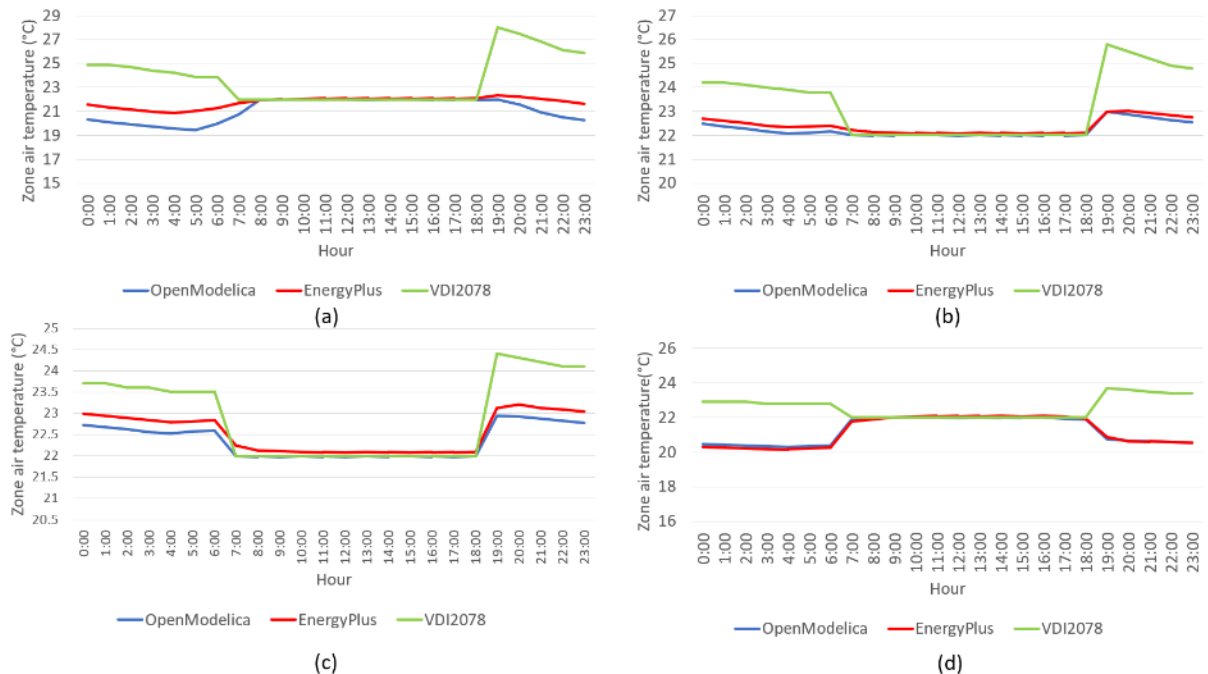 Zone air temperature (°C)
29
27
25
23
21
19
17
15
0:00 1:00 2:00 3:00 4:00 5:00 6:00 7:00 8:00 9:00 10:00 11:00 12:00 13:00 14:00 15:00 16:00 17:00 18:00 19:00 20:00 21:00 22:00 23:00
Hour
OpenModelica EnergyPlus VDI2078
(a)
Zone air temperature (°C)
27
26
25
24
23
22
21
20
0:00 1:00 2:00 3:00 4:00 5:00 6:00 7:00 8:00 9:00 10:00 11:00 12:00 13:00 14:00 15:00 16:00 17:00 18:00 19:00 20:00 21:00 22:00 23:00
Hour
OpenModelica EnergyPlus VDI2078
(b)
Zone air temperature (°C)
25
24.5
24
23.5
23
22.5
22
21.5
21
20.5
0:00 1:00 2:00 3:00 4:00 5:00 6:00 7:00 8:00 9:00 10:00 11:00 12:00 13:00 14:00 15:00 16:00 17:00 18:00 19:00 20:00 21:00 22:00 23:00
Hour
OpenModelica EnergyPlus VDI2078
(c)
Zone air temperature(°C)
26
24
22
20
18
16
0:00 1:00 2:00 3:00 4:00 5:00 6:00 7:00 8:00 9:00 10:00 11:00 12:00 13:00 14:00 15:00 16:00 17:00 18:00 19:00 20:00 21:00 22:00 23:00
Hour
OpenModelica EnergyPlus VDI2078
(d)